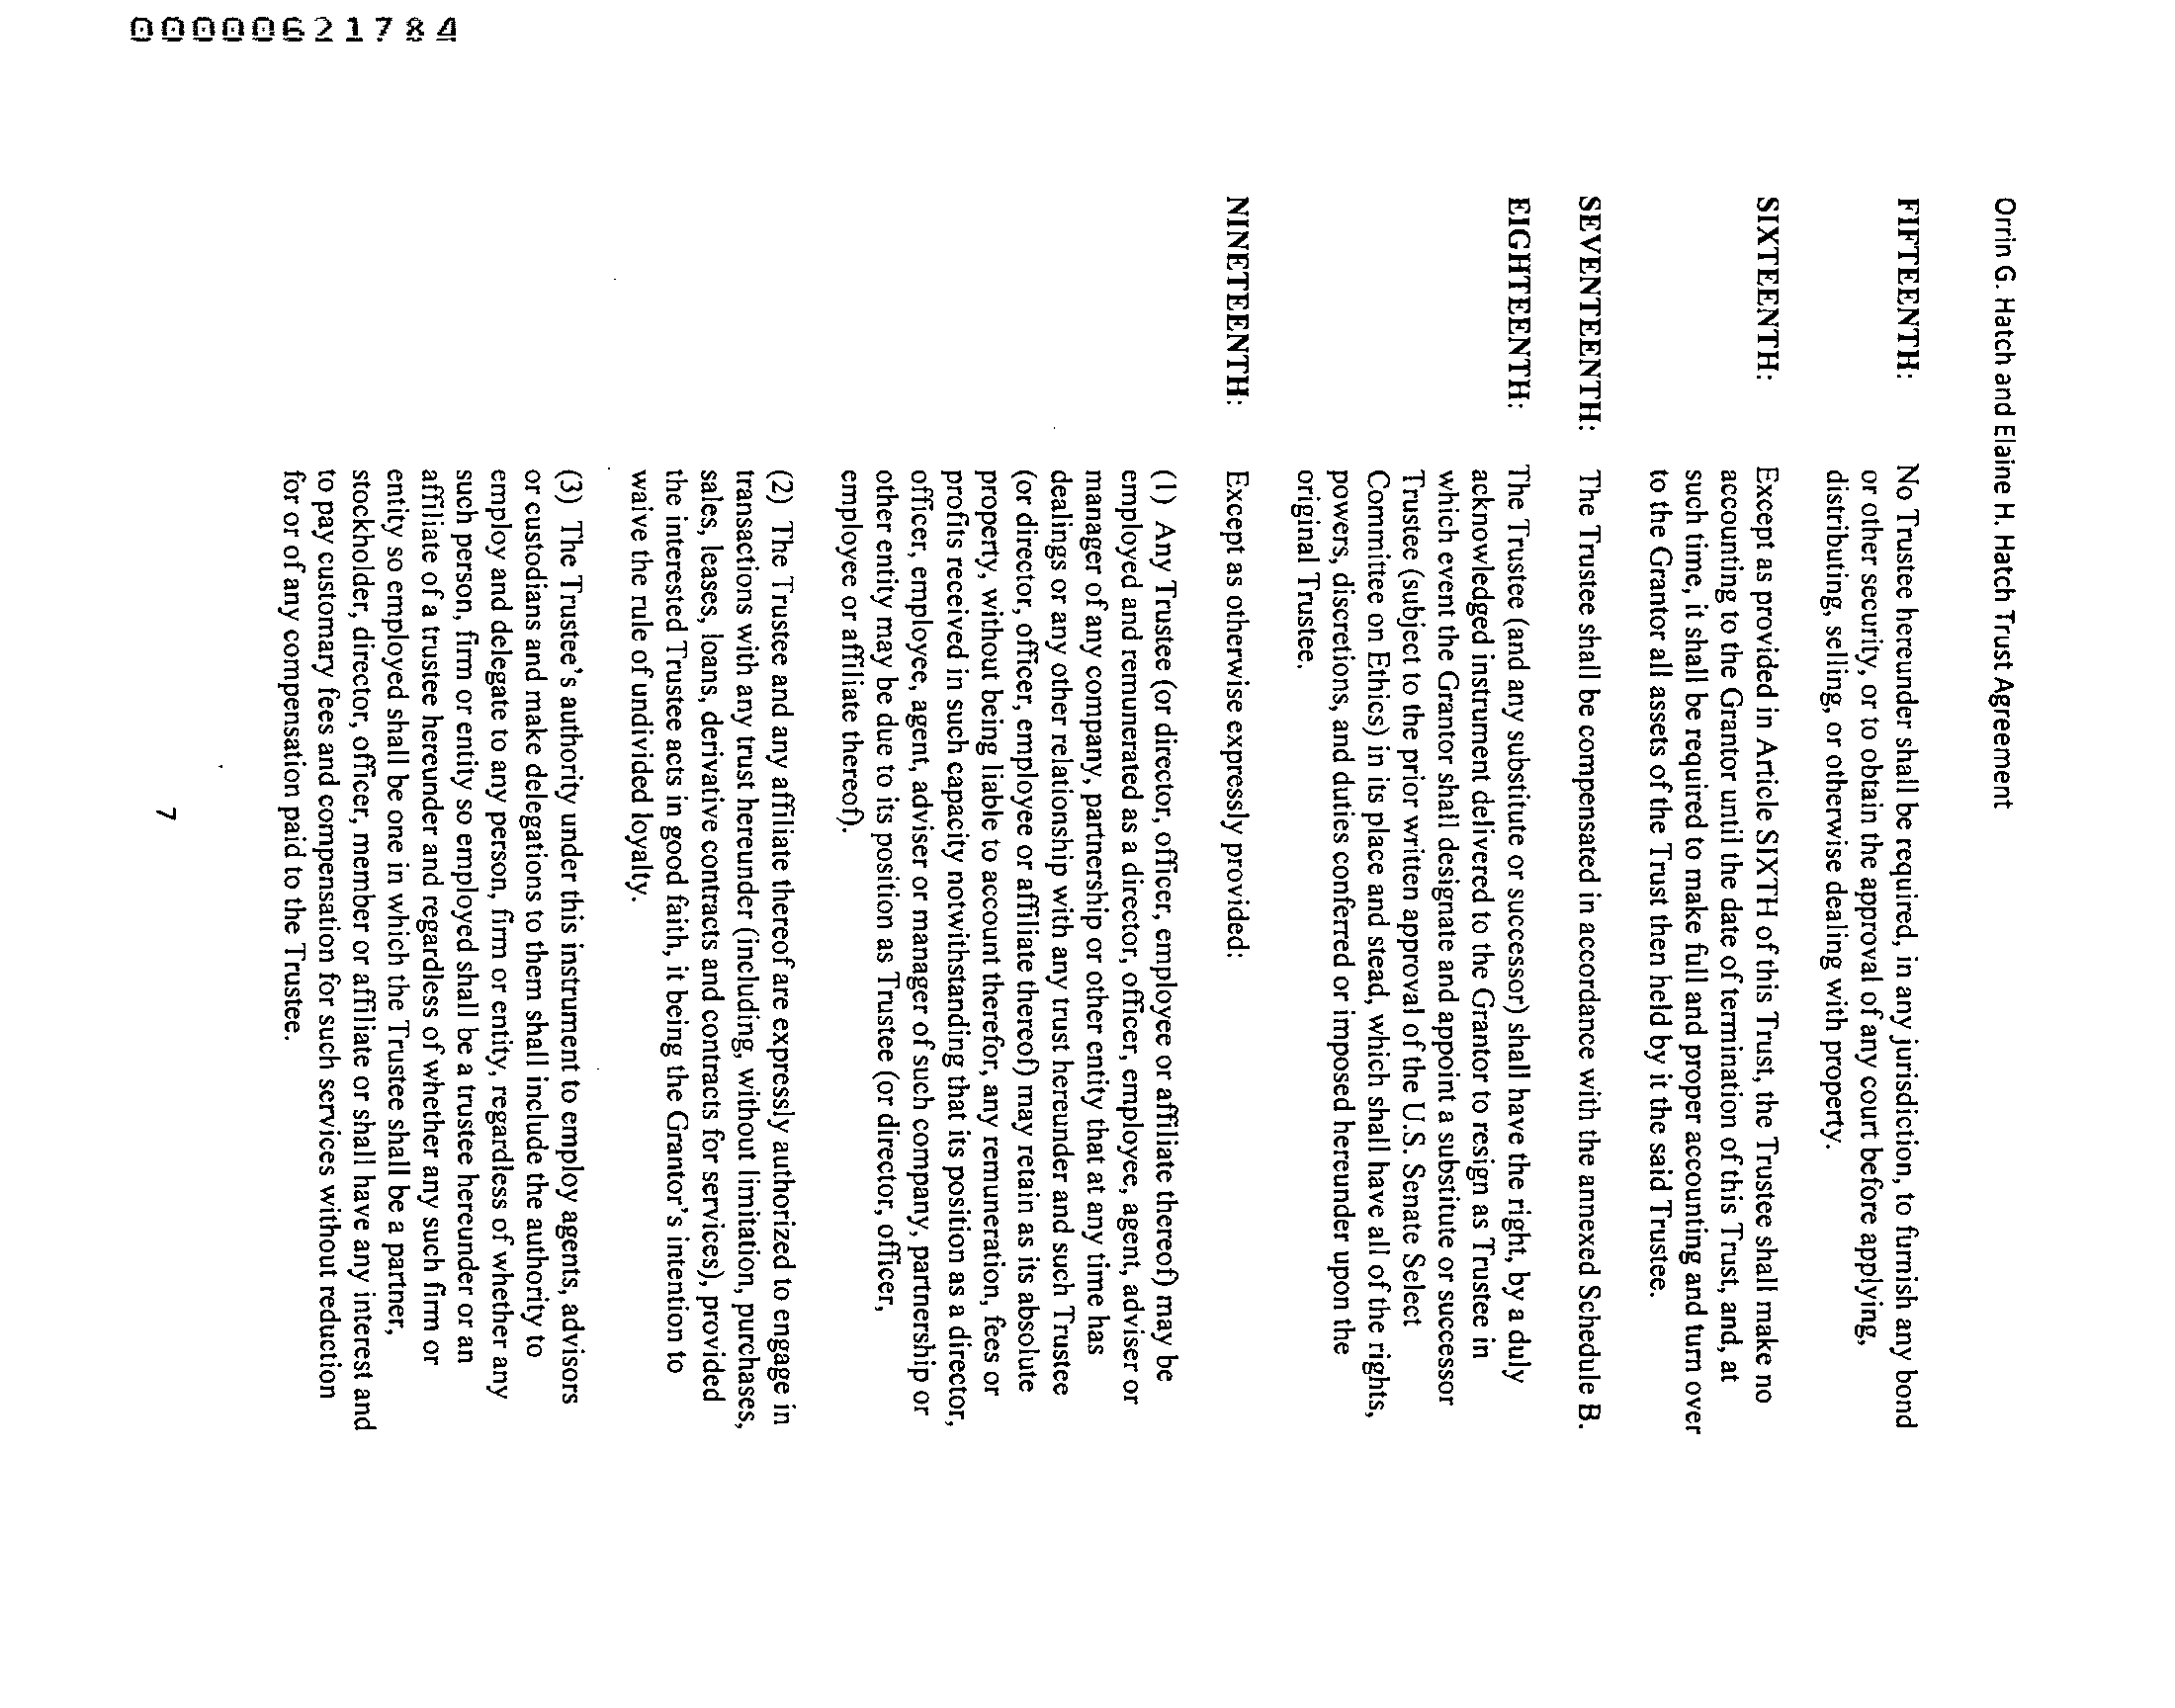 00000621784
Orrin G. Hatch and Elaine H. Hatch Trust Agreement
FIFTEENTH: No Trustee hereunder shall be required, in any jurisdiction, to furnish any bond
or other security, or to obtain the approval of any court before applying,
distributing, selling, or otherwise dealing with property.
SIXTEENTH: Except as provided in Article SIXTH of this Trust, the Trustee shall make no
accounting to the Grantor until the date of termination of this Trust, and, at
such time, it shall be required to make full and proper accounting and turn over
to the Grantor all assets of the Trust then held by it the said Trustee.
SEVENTEENTH: The Trustee shall be compensated in accordance with the annexed Schedule B.
EIGHTEENTH: The Trustee (and any substitute or successor) shall have the right, by a duly
acknowledged instrument delivered to the Grantor to resign as Trustee in
which event the Grantor shall designate and appoint a substitute or successor
Trustee (subject to the prior written approval of the U.S. Senate Select
Committee on Ethics) in its place and stead, which shall have all of the rights,
powers, discretions, and duties conferred or imposed hereunder upon the
original Trustee.
NINETEENTH: Except as otherwise expressly provided:
(1) Any Trustee (or director, officer, employee or affiliate thereof) may be
employed and remunerated as a director, officer, employee, agent, adviser or
manager of any company, partnership or other entity that at any time has
dealings or any other relationship with any trust hereunder and such Trustee
(or director, officer, employee or affiliate thereof) may retain as its absolute
property, without being liable to account therefor, any remuneration, fees or
profits received in such capacity notwithstanding that its position as a director,
officer, employee, agent, adviser or manager of such company, partnership or
other entity may be due to its position as Trustee (or director, officer,
employee or affiliate thereof).
(2) The Trustee and any affiliate thereof are expressly authorized to engage in
transactions with any trust hereunder (including, without limitation, purchases,
sales, leases, loans, derivative contracts and contracts for services), provided
the interested Trustee acts in good faith, it being the Grantor's intention to
waive the rule of undivided loyalty.
(3) The Trustee's authority under this instrument to employ agents, advisors
or custodians and make delegations to them shall include the authority to
employ and delegate to any person, firm or entity, regardless of whether any
such person, firm or entity so employed shall be a trustee hereunder or an
affiliate of a trustee hereunder and regardless of whether any such firm or
entity so employed shall be one in which the Trustee shall be a partner,
stockholder, director, officer, member or affiliate or shall have any interest and
to pay customary fees and compensation for such services without reduction
for or of any compensation paid to the Trustee.
7